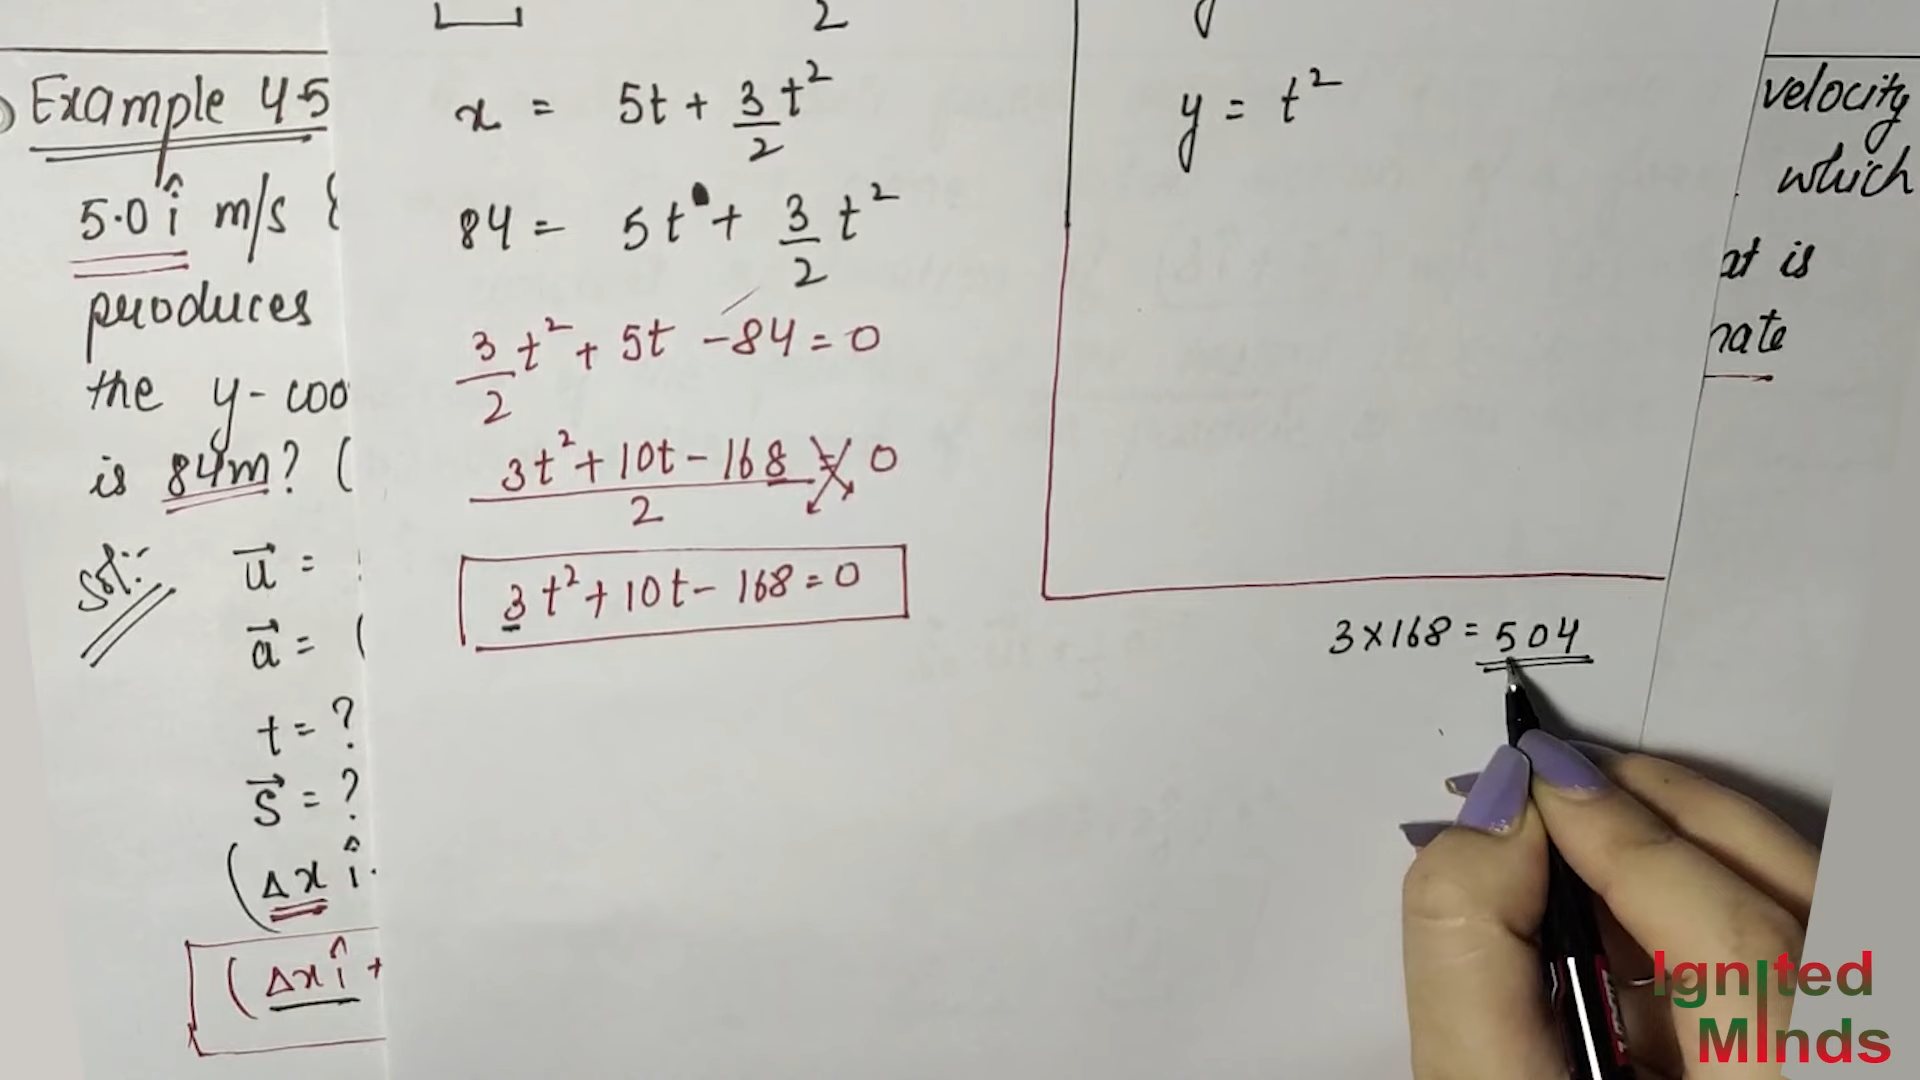 Example 4.5
5.0 î m/s
produces
the y-coo
is 84m? (
Sol:-
u⃗ =
a⃗ = (
t = ?
s⃗ = ?
(Δx î
(Δx î +
2
x = 5t + 3/2 t²
84 = 5t + 3/2 t²
3/2 t² + 5t - 84 = 0
3t² + 10t - 168 / 2 = 0
3t² + 10t - 168 = 0
y = t²
3 × 168 = 504
velocity
which
at is
nate
Ignited
Minds